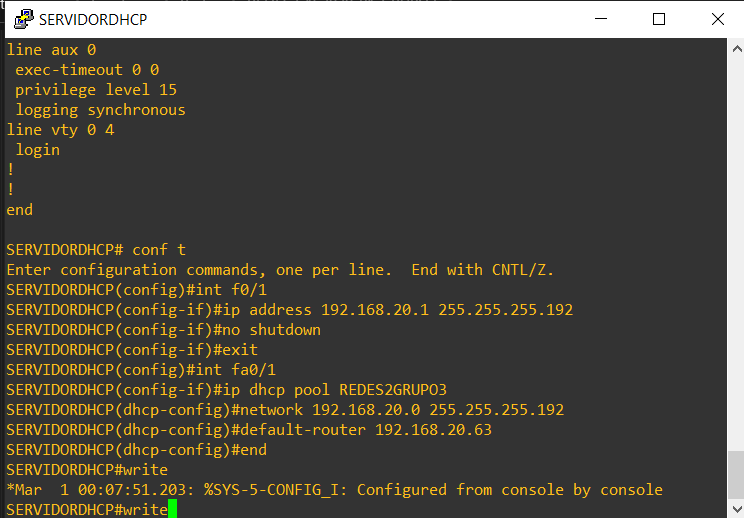 SERVIDORDHCP
line aux 0
 exec-timeout 0 0
 privilege level 15
 logging synchronous
line vty 0 4
 login
!
!
end
SERVIDORDHCP# conf t
Enter configuration commands, one per line.  End with CNTL/Z.
SERVIDORDHCP(config)#int f0/1
SERVIDORDHCP(config-if)#ip address 192.168.20.1 255.255.255.192
SERVIDORDHCP(config-if)#no shutdown
SERVIDORDHCP(config-if)#exit
SERVIDORDHCP(config)#int fa0/1
SERVIDORDHCP(config-if)#ip dhcp pool REDES2GRUPO3
SERVIDORDHCP(dhcp-config)#network 192.168.20.0 255.255.255.192
SERVIDORDHCP(dhcp-config)#default-router 192.168.20.63
SERVIDORDHCP(dhcp-config)#end
SERVIDORDHCP#write
*Mar  1 00:07:51.203: %SYS-5-CONFIG_I: Configured from console by console
SERVIDORDHCP#write